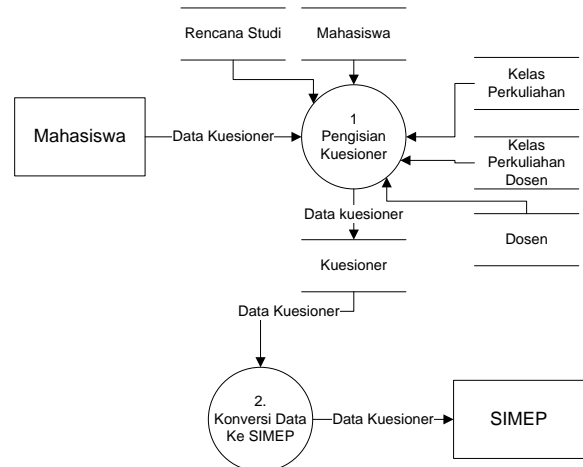 Rencana Studi
Mahasiswa
Kelas
Perkuliahan
Mahasiswa
Data Kuesioner
1
Pengisian
Kuesioner
Kelas
Perkuliahan
Dosen
Data kuesioner
Dosen
Kuesioner
Data Kuesioner
2.
Konversi Data
Ke SIMEP
Data Kuesioner
SIMEP